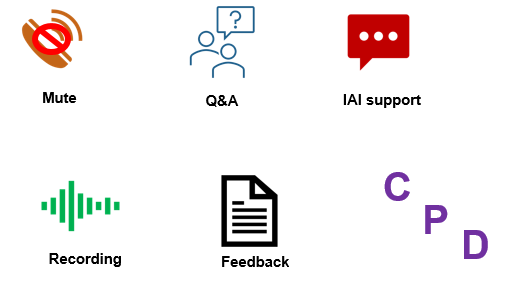 ?
Mute
Q&A
IAI support
C
P
D
Recording
Feedback